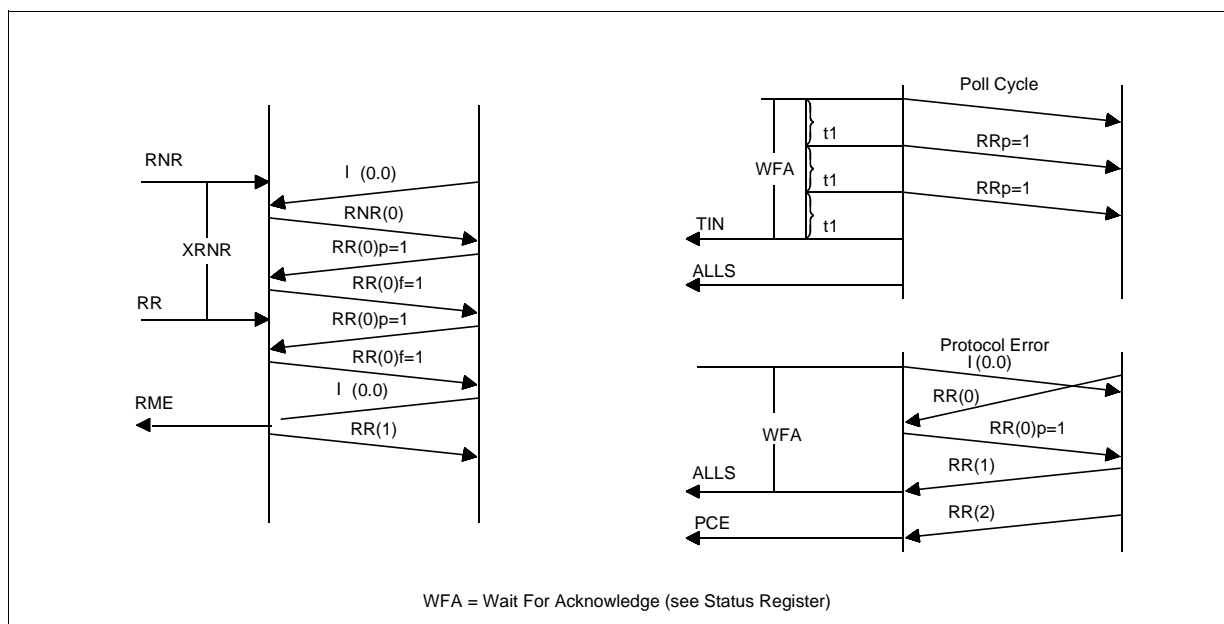 RNR
I (0.0)
RNR(0)
XRNR
RR(0)p=1
RR(0)f=1
RR
RR(0)p=1
RR(0)f=1
I (0.0)
RME
RR(1)
Poll Cycle
t1
RRp=1
WFA
t1
RRp=1
t1
TIN
ALLS
Protocol Error
I(0.0)
RR(0)
RR(0)p=1
WFA
RR(1)
ALLS
RR(2)
PCE
WFA = Wait For Acknowledge (see Status Register)